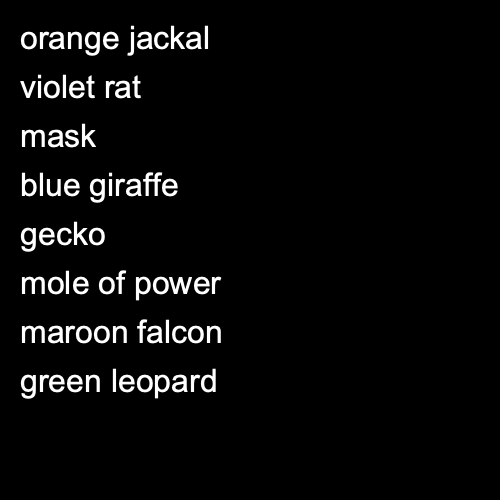 orange jackal
violet rat
mask
blue giraffe
gecko
mole of power
maroon falcon
green leopard